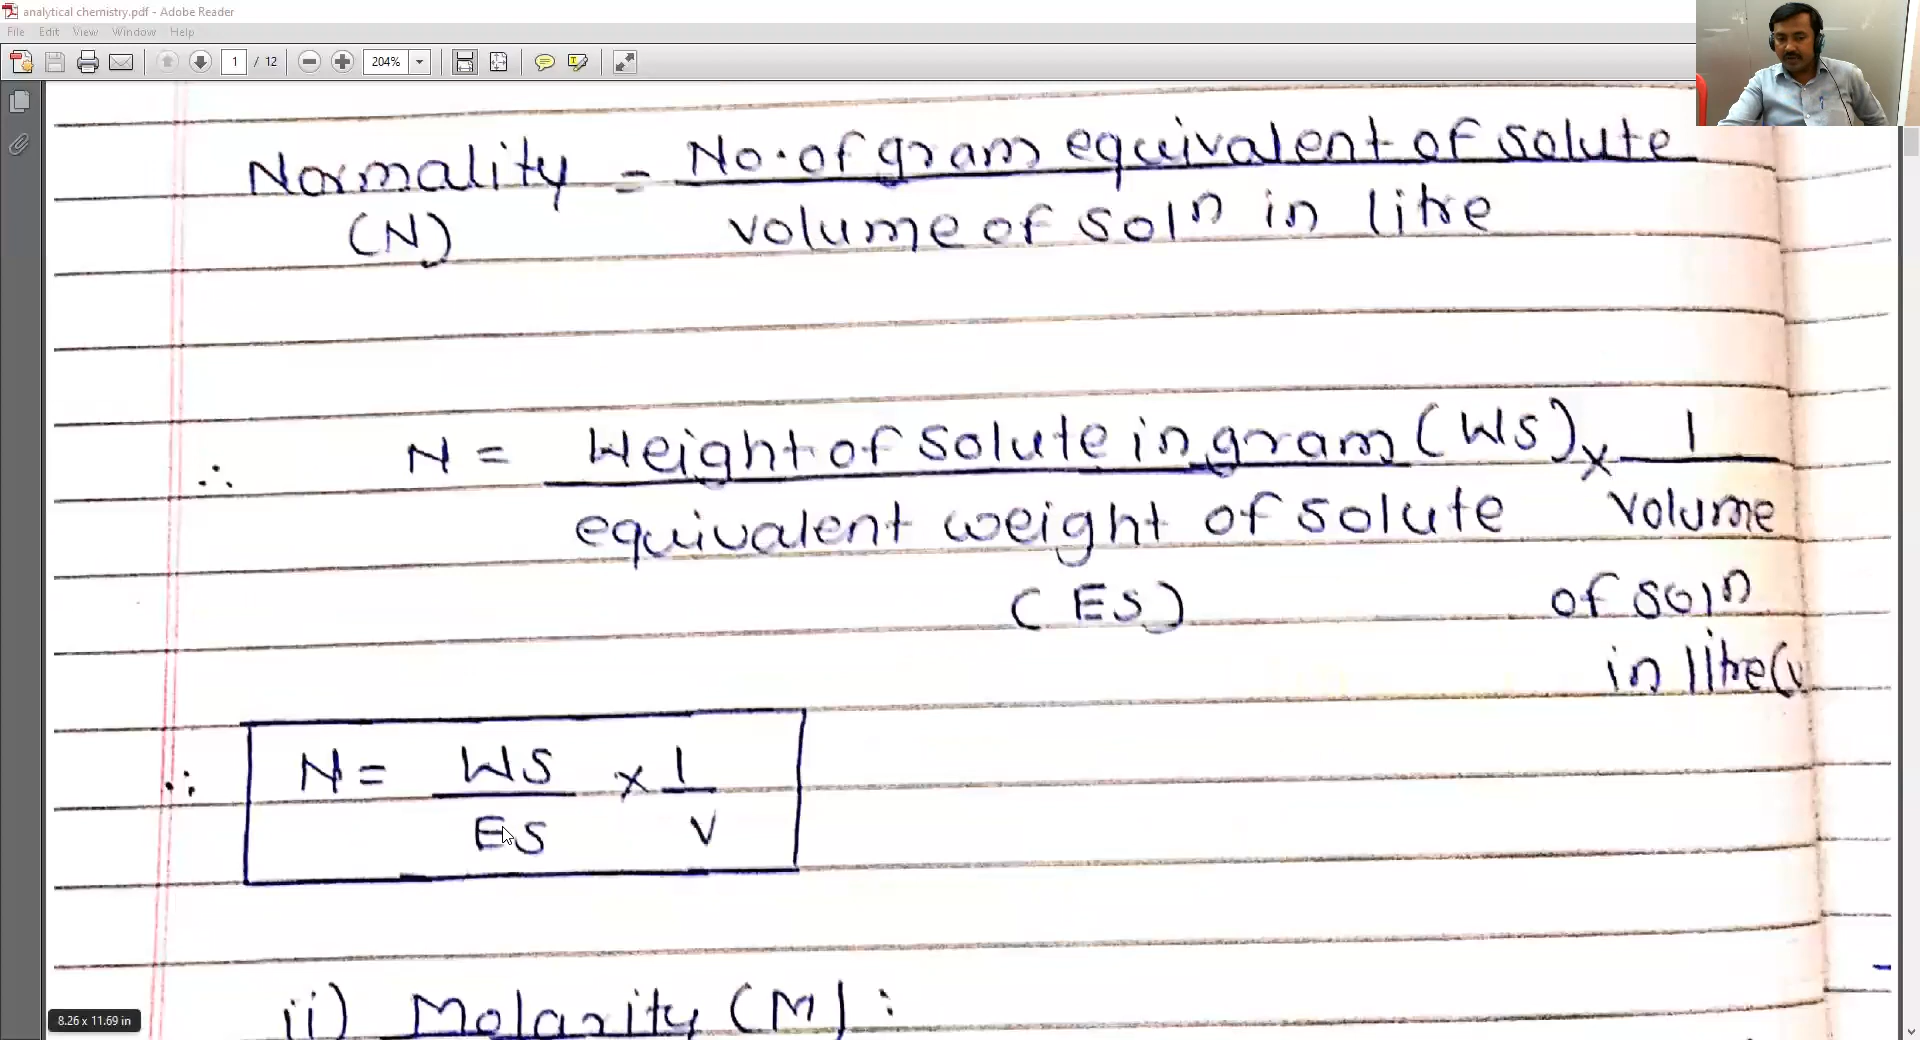 analytical chemistry.pdf - Adobe Reader
File Edit View Window Help
1 / 12 204%
Normality = No. of gram equivalent of solute
(N) volume of solⁿ in litre
∴ N = Weight of solute in gram (WS) × 1
equivalent weight of solute volume
(ES) of solⁿ
in litre (v
∴ N = WS × 1
ES V
ii) Molarity (M) :
8.26 x 11.69 in